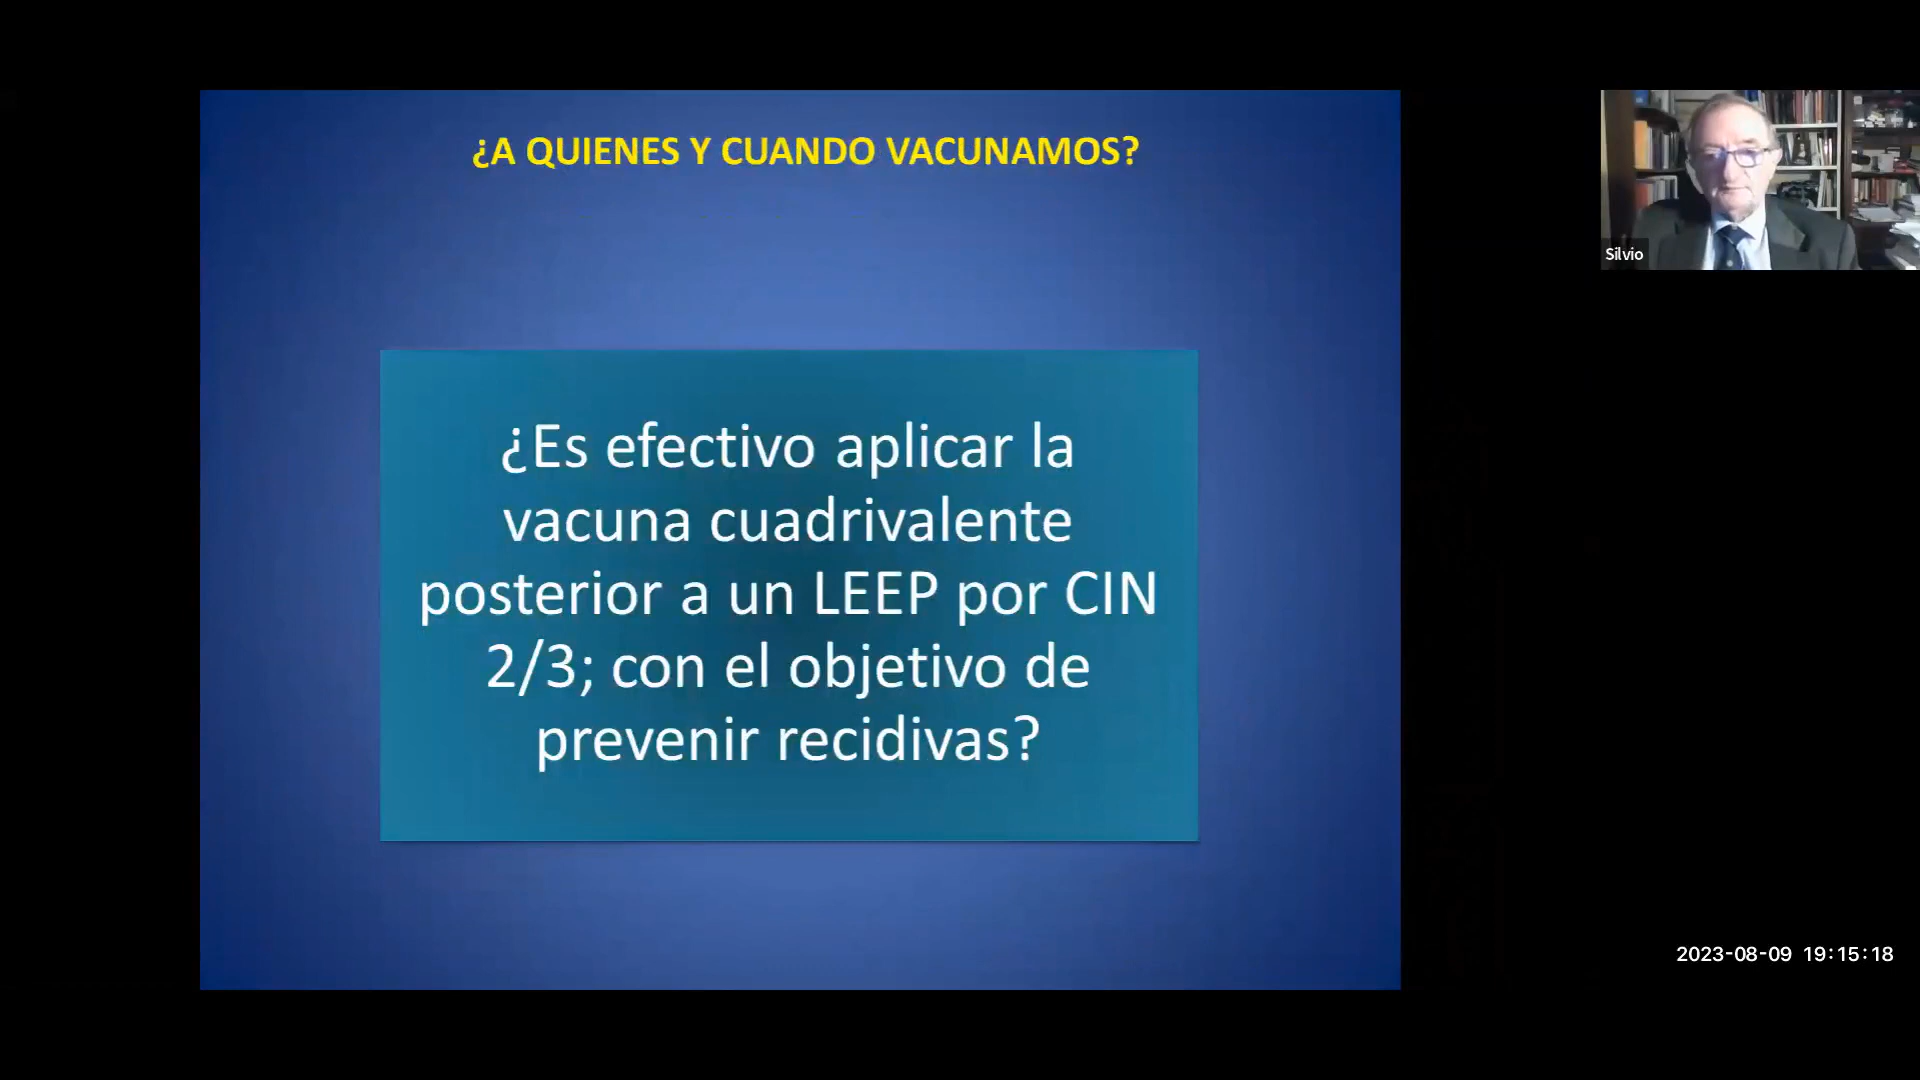 ¿A QUIENES Y CUANDO VACUNAMOS?
¿Es efectivo aplicar la
vacuna cuadrivalente
posterior a un LEEP por CIN
2/3; con el objetivo de
prevenir recidivas?
Silvio
2023-08-09 19:15:18